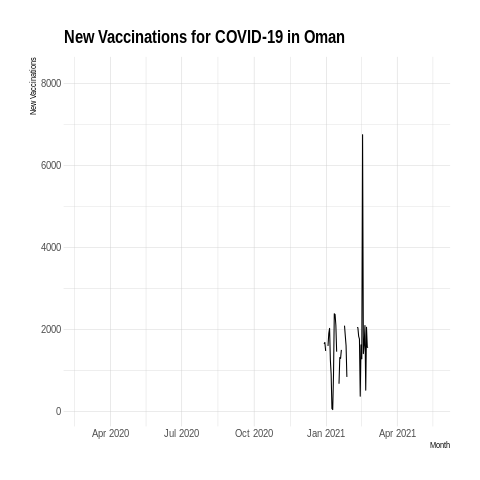 New Vaccinations for COVID-19 in Oman
New Vaccinations
8000
6000
4000
2000
0
Apr 2020 Jul 2020 Oct 2020 Jan 2021 Apr 2021
Month